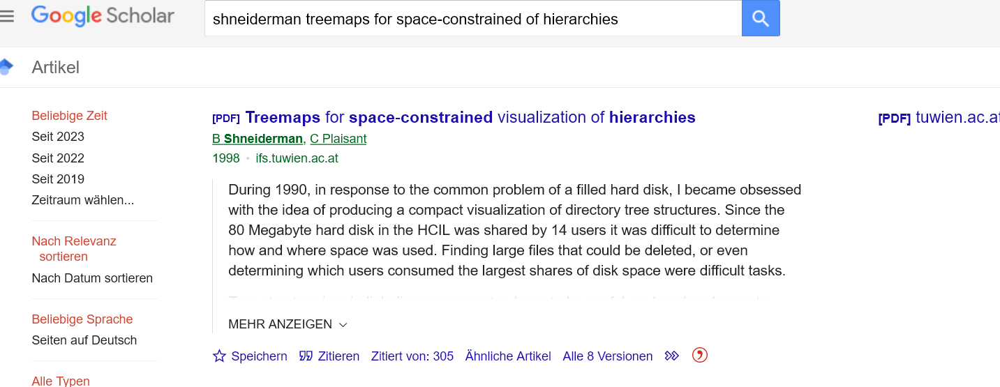 Google Scholar
shneiderman treemaps for space-constrained of hierarchies
Artikel
Beliebige Zeit
Seit 2023
Seit 2022
Seit 2019
Zeitraum wählen...
Nach Relevanz
sortieren
Nach Datum sortieren
Beliebige Sprache
Seiten auf Deutsch
Alle Typen
[PDF] Treemaps for space-constrained visualization of hierarchies
B Shneiderman, C Plaisant
1998 • ifs.tuwien.ac.at
During 1990, in response to the common problem of a filled hard disk, I became obsessed
with the idea of producing a compact visualization of directory tree structures. Since the
80 Megabyte hard disk in the HCIL was shared by 14 users it was difficult to determine
how and where space was used. Finding large files that could be deleted, or even
determining which users consumed the largest shares of disk space were difficult tasks.
MEHR ANZEIGEN
Speichern Zitieren Zitiert von: 305 Ähnliche Artikel Alle 8 Versionen
[PDF] tuwien.ac.at